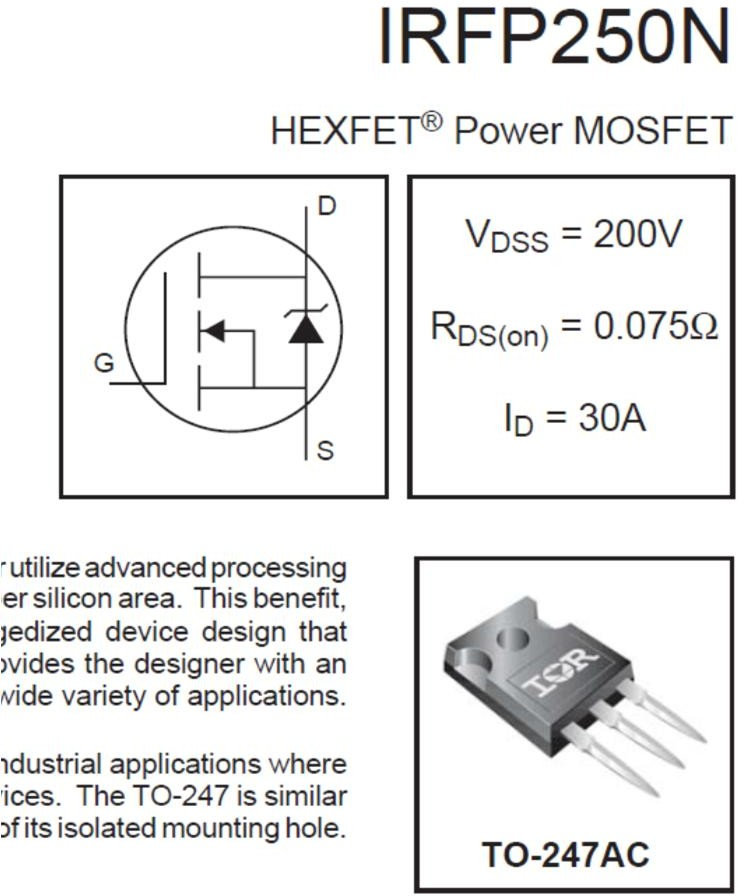 IRFP250N
HEXFET® Power MOSFET
D
G
S
VDSS = 200V
RDS(on) = 0.075Ω
ID = 30A
utilize advanced processing
er silicon area. This benefit,
gedized device design that
ovides the designer with an
wide variety of applications.
ndustrial applications where
ices. The TO-247 is similar
of its isolated mounting hole.
IOR
TO-247AC